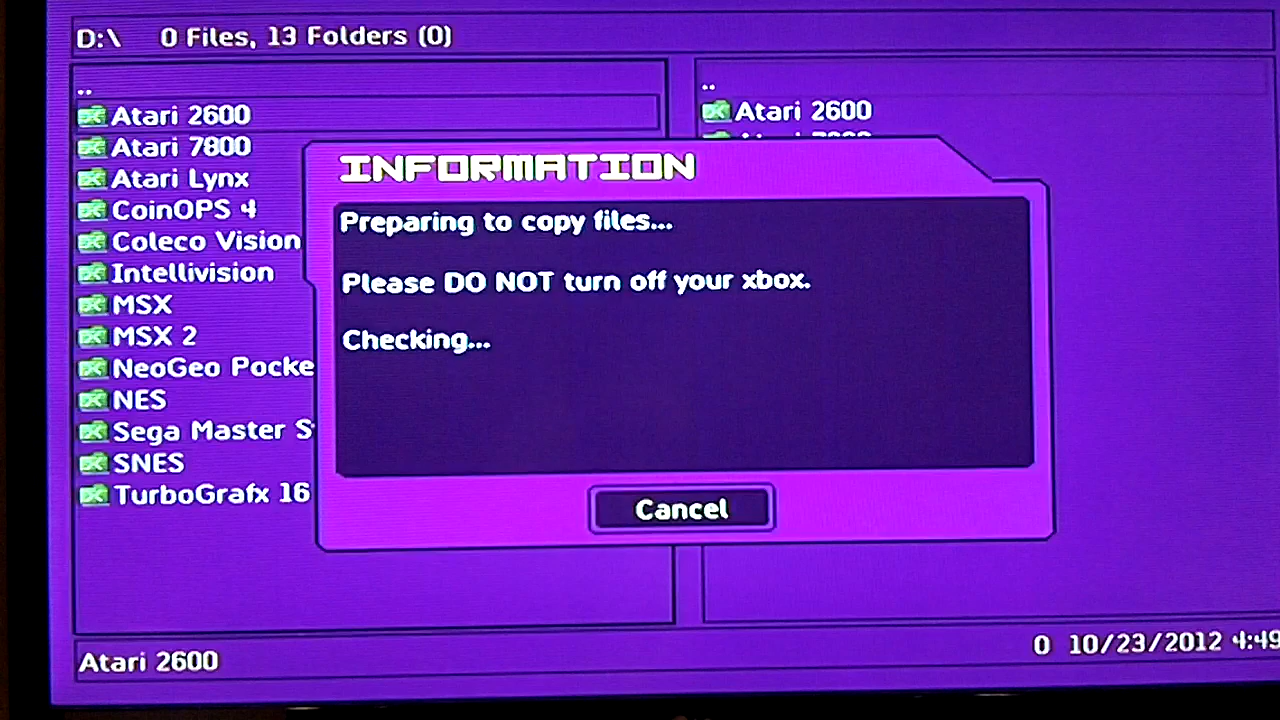 D:\ 0 Files, 13 Folders (0)
..
Atari 2600
Atari 7800
Atari Lynx
CoinOPS 4
Coleco Vision
Intellivision
MSX
MSX 2
NeoGeo Pocke
NES
Sega Master S
SNES
TurboGrafx 16
..
Atari 2600
INFORMATION
Preparing to copy files...
Please DO NOT turn off your xbox.
Checking...
Cancel
Atari 2600
0 10/23/2012 4:49